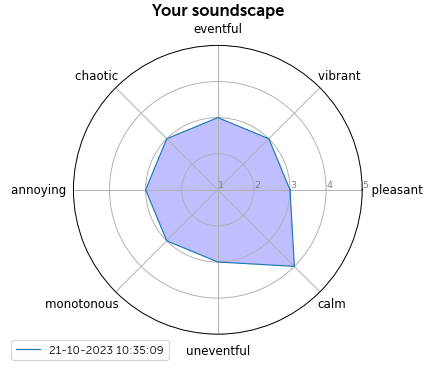 Your soundscape
eventful
chaotic
vibrant
annoying
1 2 3 4 5
pleasant
monotonous
calm
uneventful
21-10-2023 10:35:09